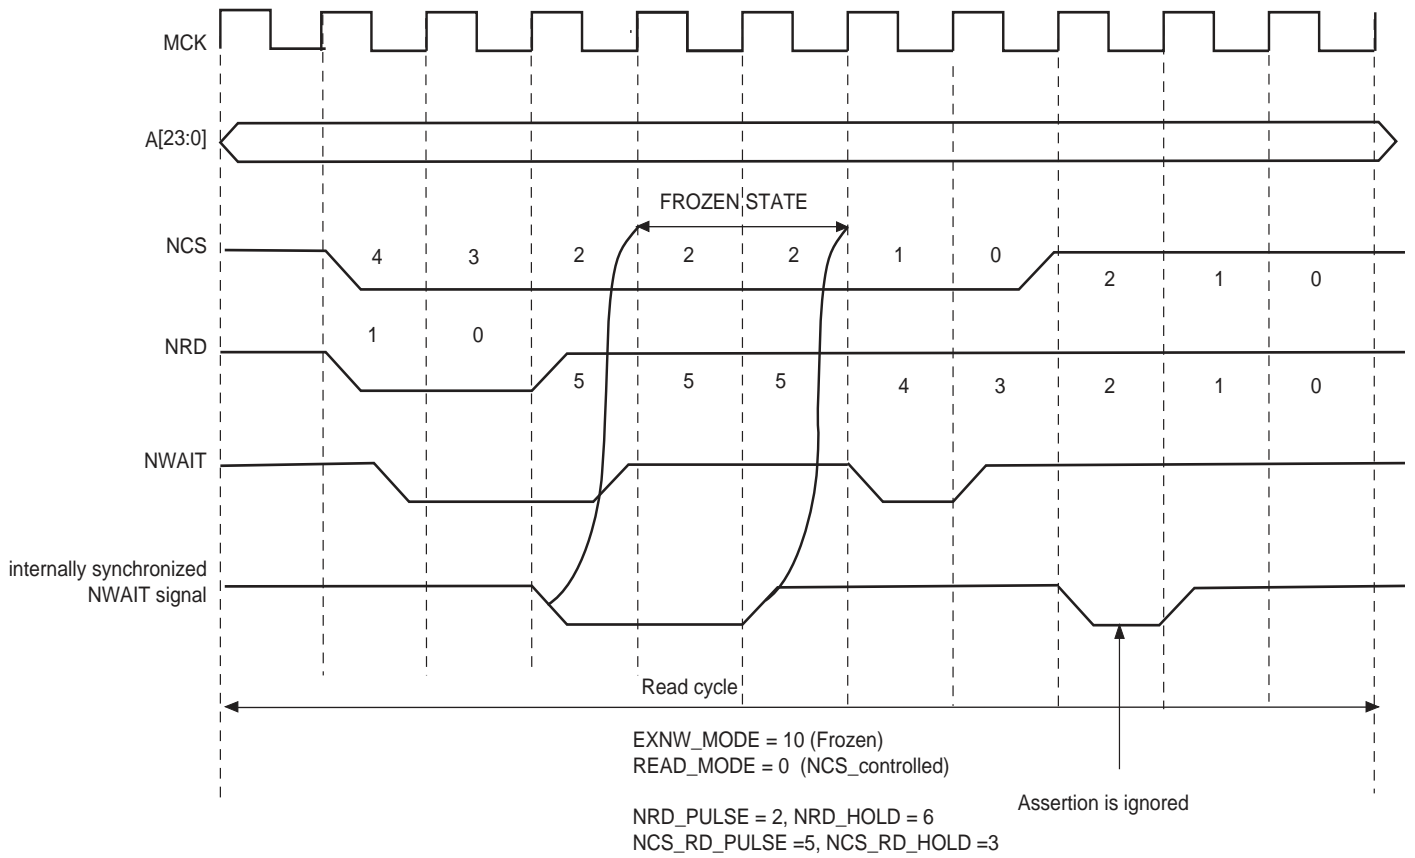 MCK
A[23:0]
FROZEN STATE
NCS
4 3 2 2 2 1 0
2 1 0
1 0
NRD
5 5 5 4 3 2 1 0
NWAIT
internally synchronized
NWAIT signal
Read cycle
EXNW_MODE = 10 (Frozen)
READ_MODE = 0 (NCS_controlled)
Assertion is ignored
NRD_PULSE = 2, NRD_HOLD = 6
NCS_RD_PULSE =5, NCS_RD_HOLD =3